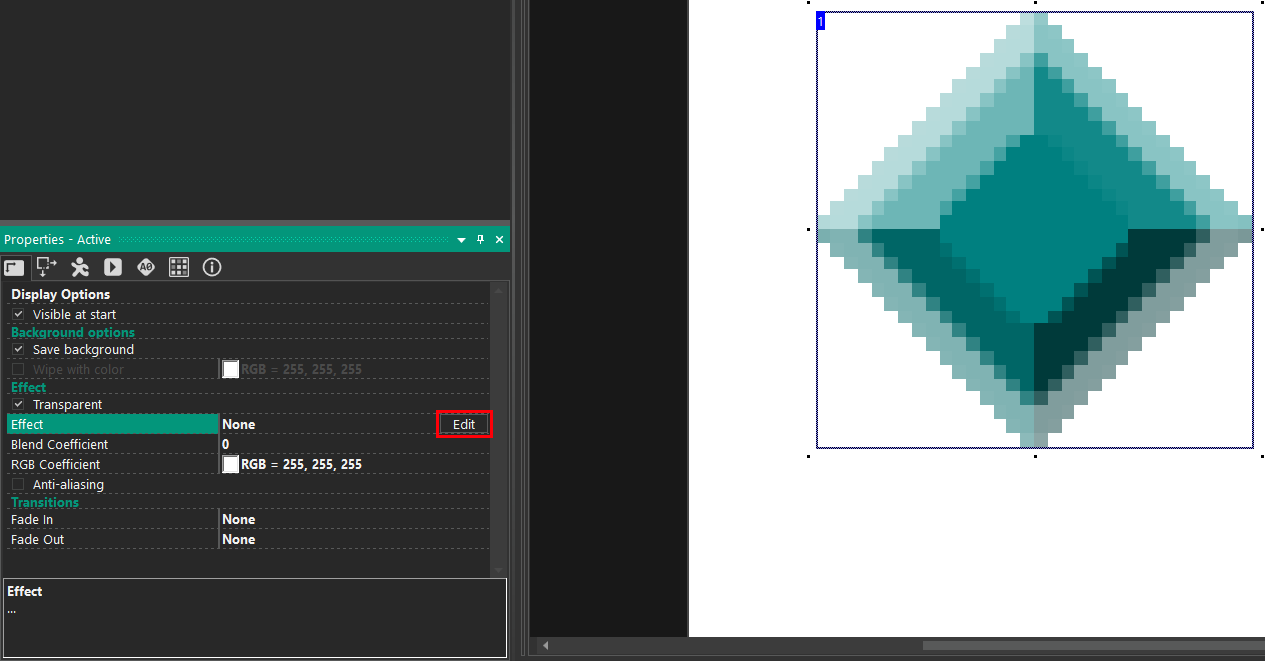 1
Properties - Active
Display Options
Visible at start
Background options
Save background
Wipe with color RGB = 255, 255, 255
Effect
Transparent
Effect None Edit
Blend Coefficient 0
RGB Coefficient RGB = 255, 255, 255
Anti-aliasing
Transitions
Fade In None
Fade Out None
Effect
...